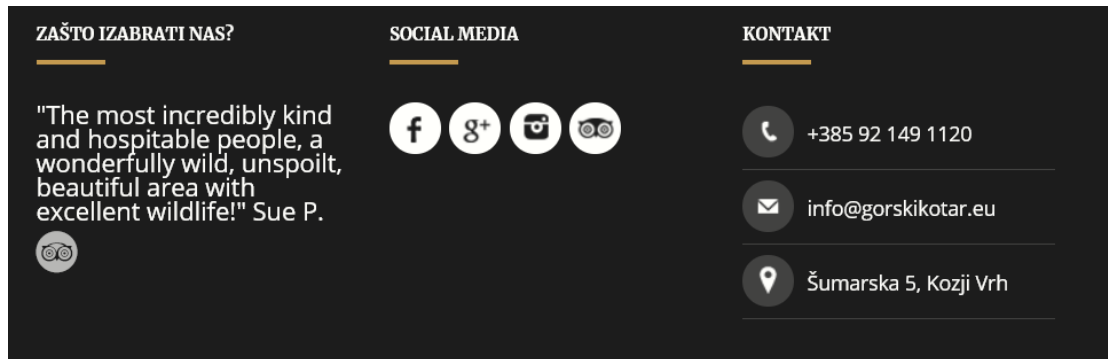 ZAŠTO IZABRATI NAS?
"The most incredibly kind
and hospitable people, a
wonderfully wild, unspoilt,
beautiful area with
excellent wildlife!" Sue P.
SOCIAL MEDIA
f g+
KONTAKT
+385 92 149 1120
info@gorskikotar.eu
Šumarska 5, Kozji Vrh